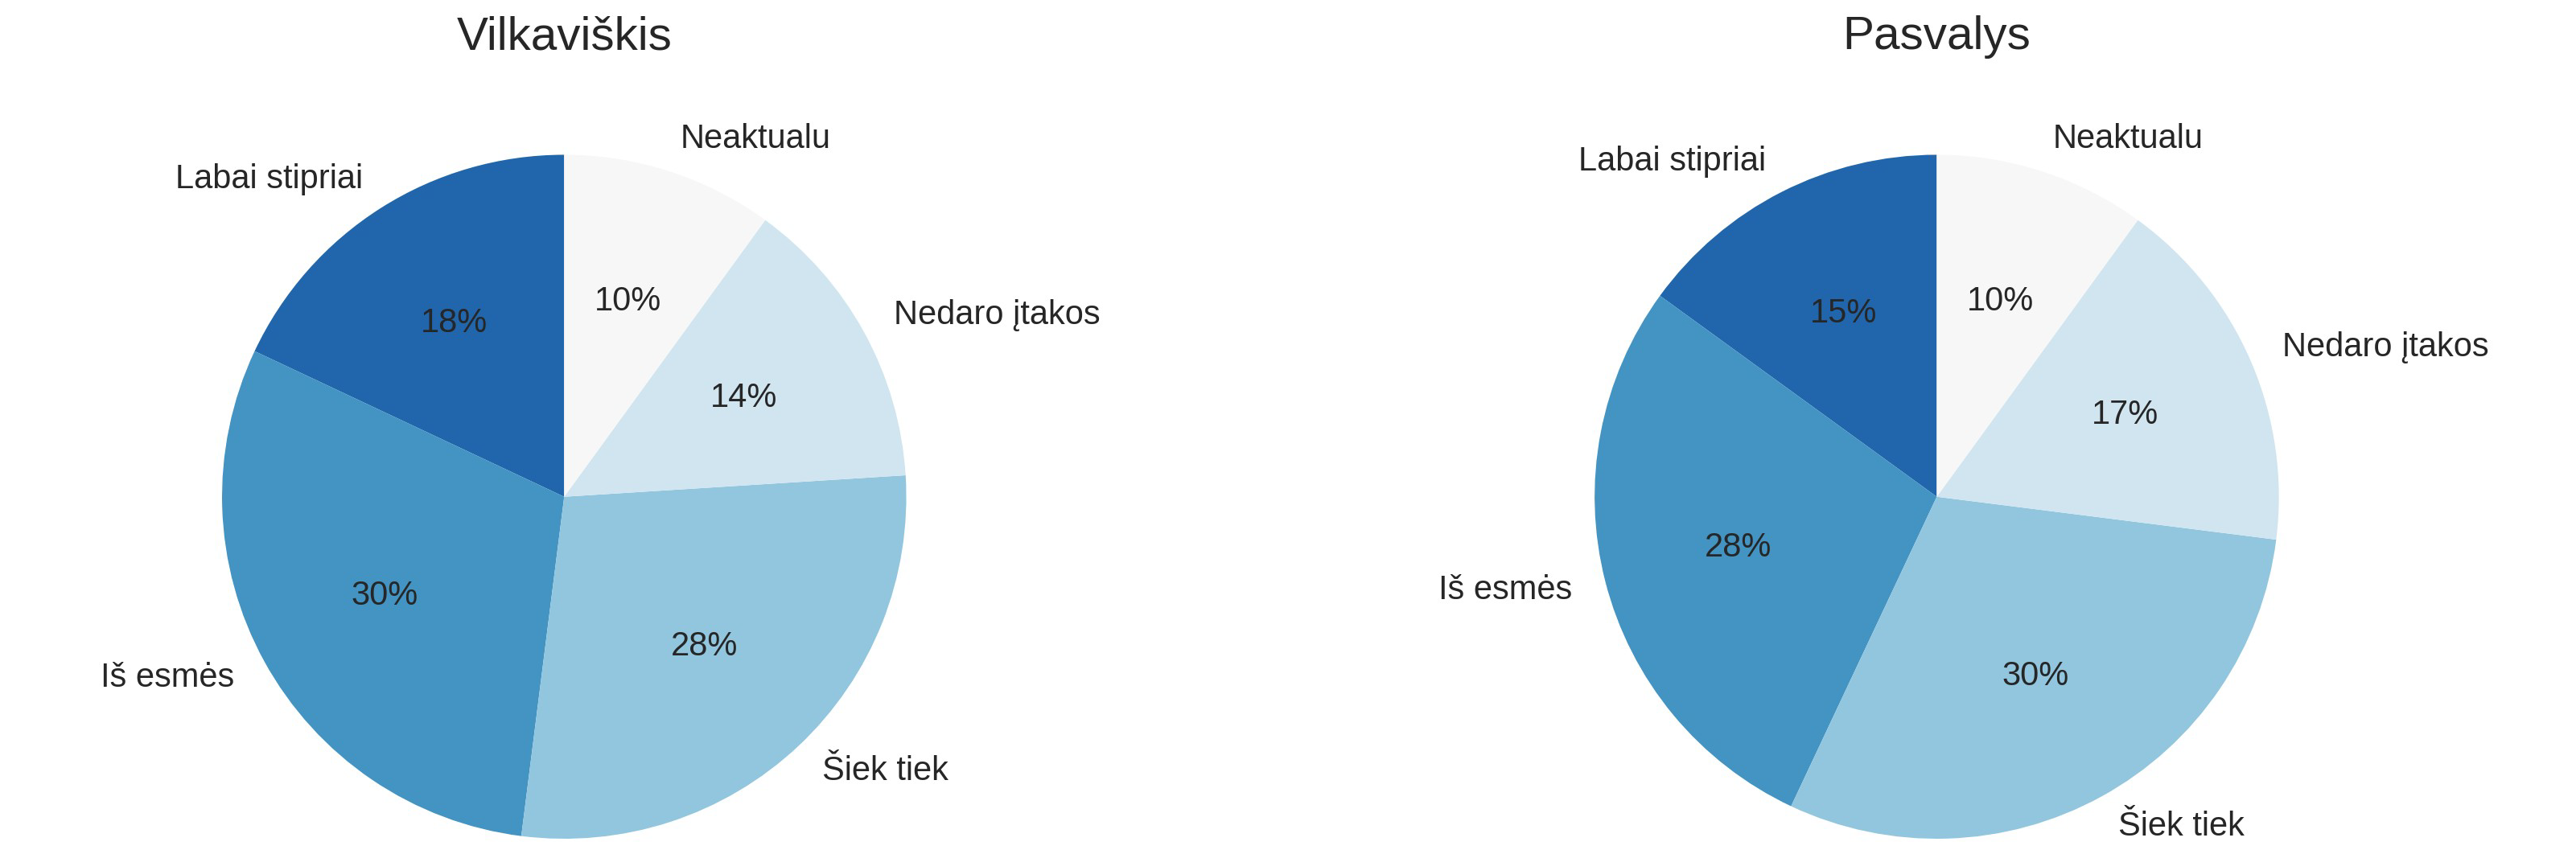 Vilkaviškis
Neaktualu
Labai stipriai
10%
18%
Nedaro įtakos
14%
30%
28%
Iš esmės
Šiek tiek
Pasvalys
Neaktualu
Labai stipriai
10%
15%
Nedaro įtakos
17%
28%
Iš esmės
30%
Šiek tiek